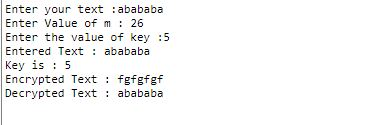 Enter your text :abababa
Enter Value of m : 26
Enter the value of key :5
Entered Text : abababa
Key is : 5
Encrypted Text : fgfgfgf
Decrypted Text : abababa